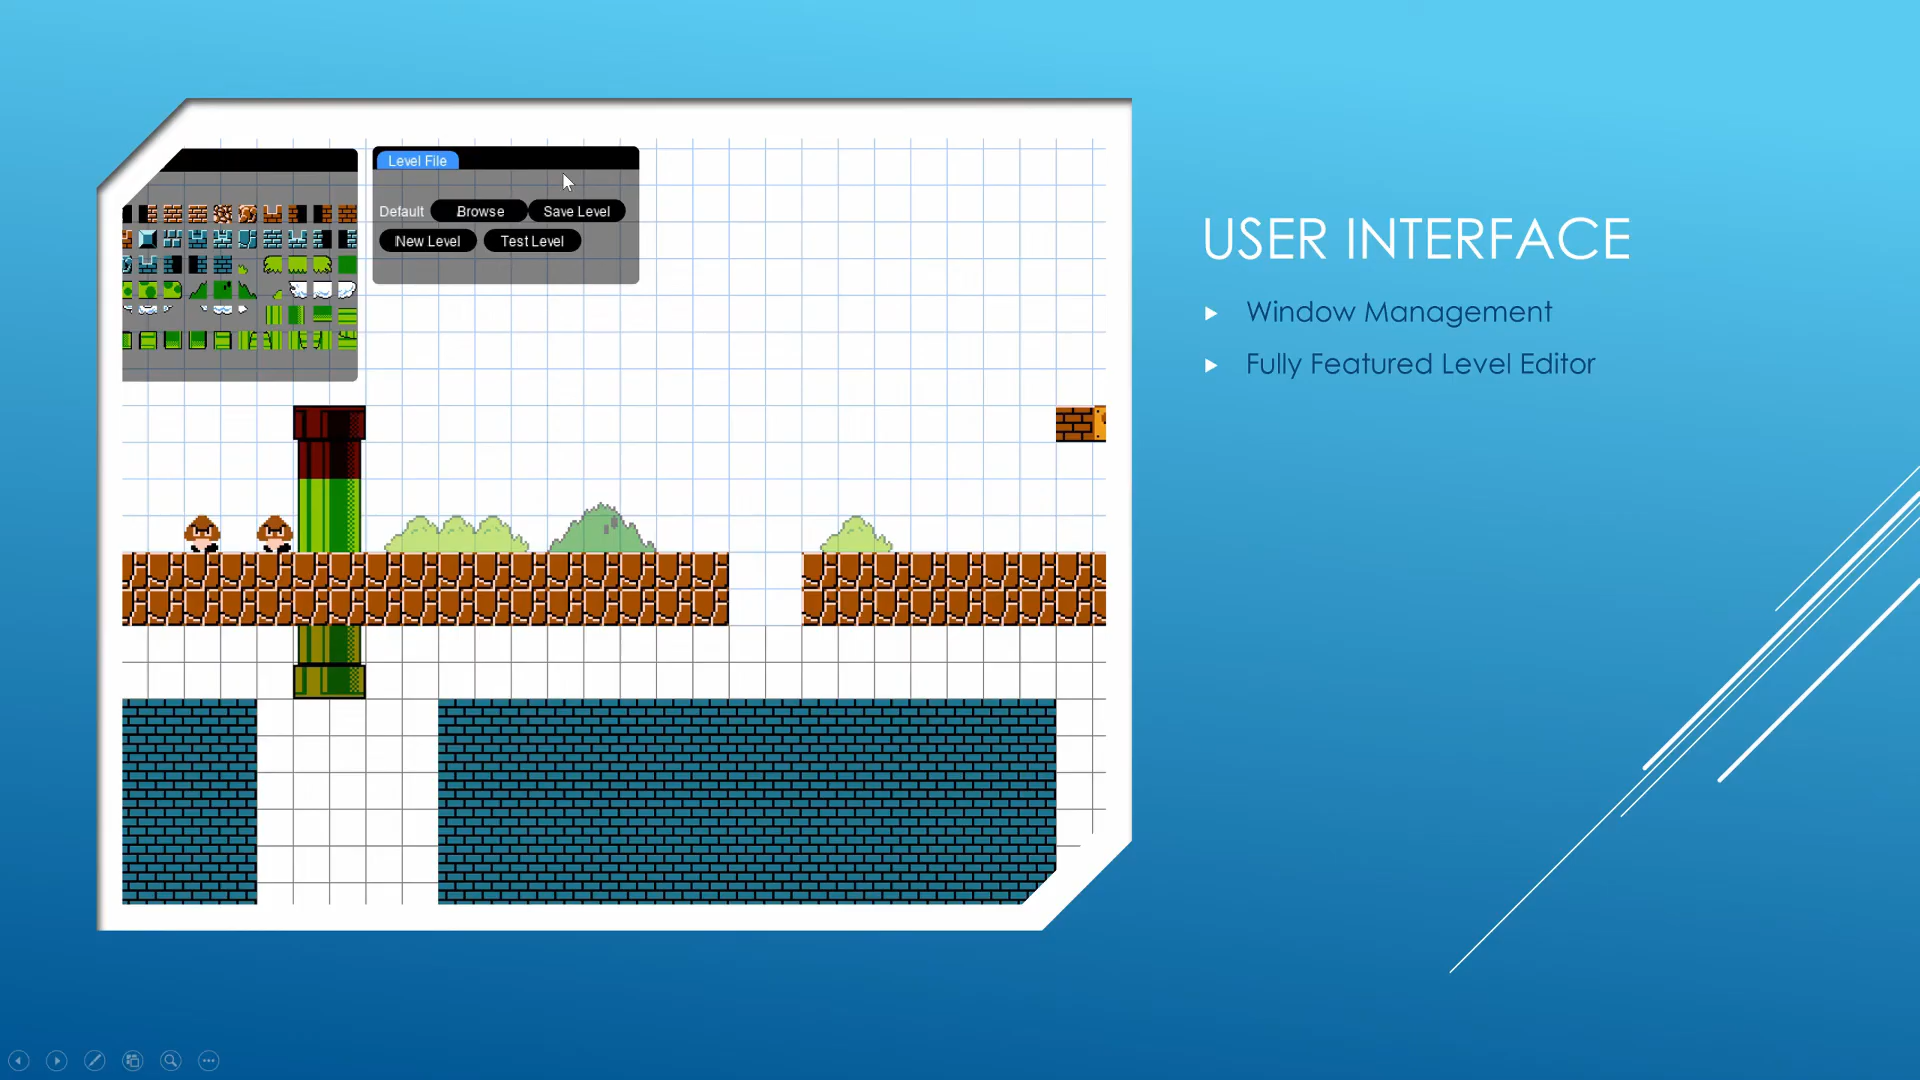 Level File
Default Browse Save Level
New Level Test Level
USER INTERFACE
Window Management
Fully Featured Level Editor